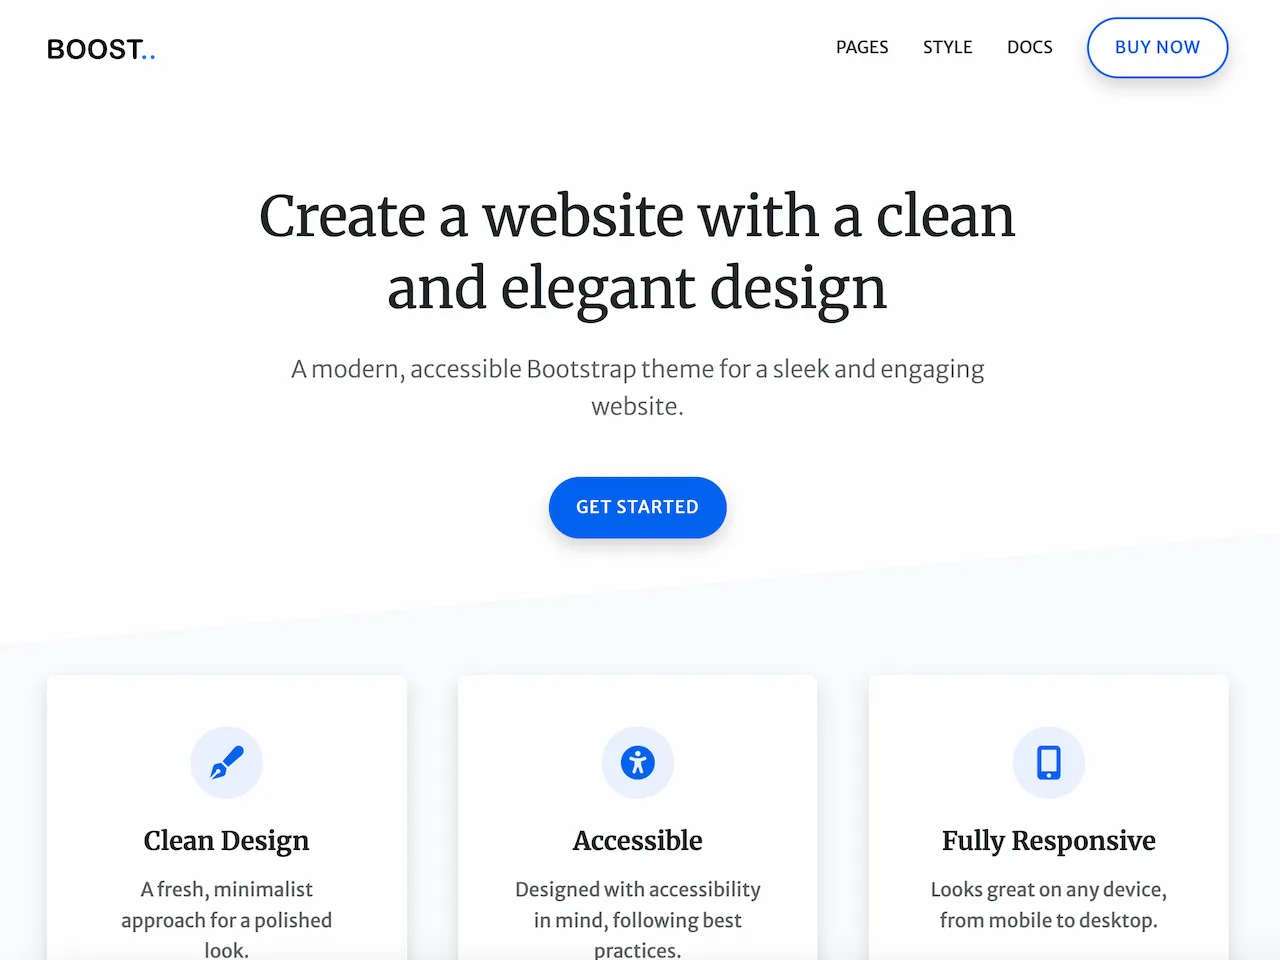 BOOST..
PAGES
STYLE
DOCS
BUY NOW
Create a website with a clean
and elegant design
A modern, accessible Bootstrap theme for a sleek and engaging
website.
GET STARTED
Clean Design
A fresh, minimalist
approach for a polished
look.
Accessible
Designed with accessibility
in mind, following best
practices.
Fully Responsive
Looks great on any device,
from mobile to desktop.